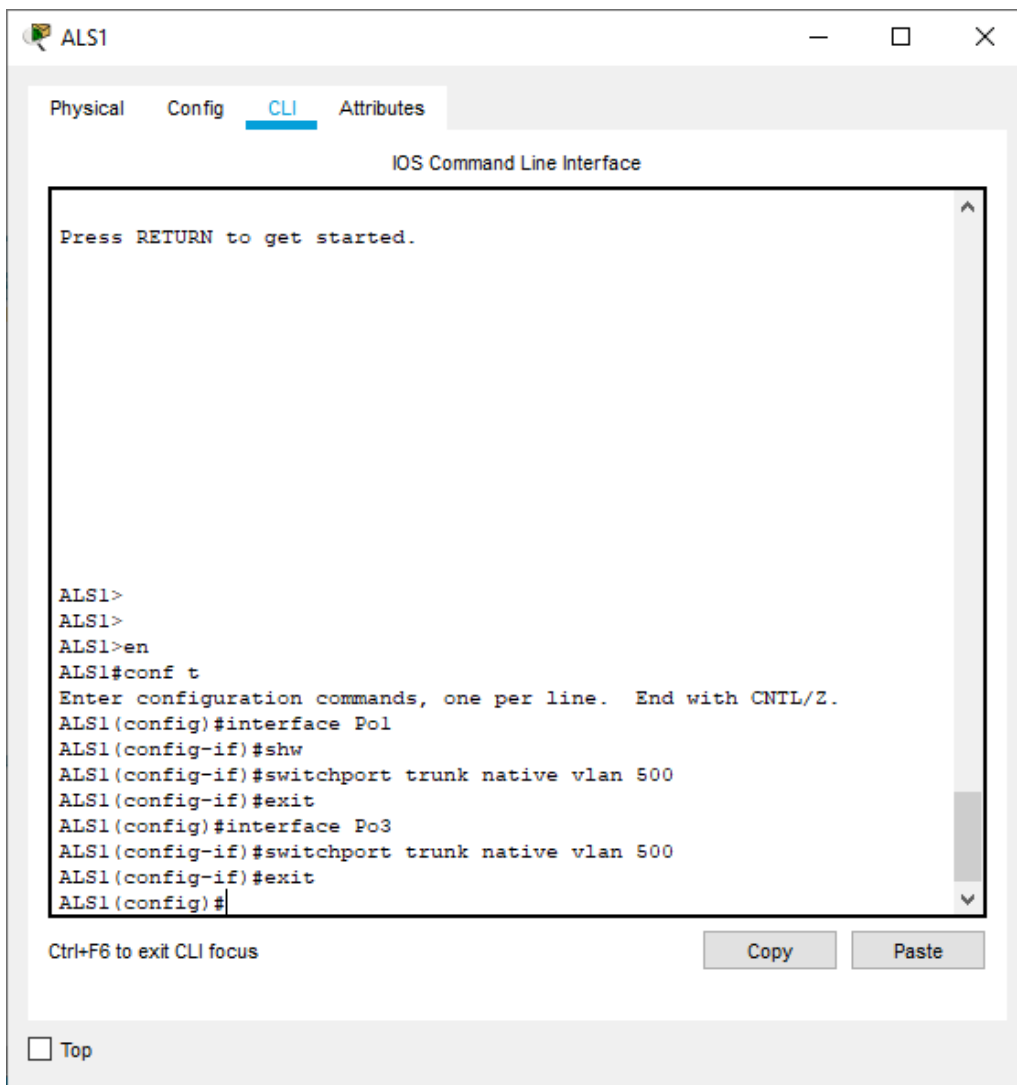 ALS1
Physical Config CLI Attributes
IOS Command Line Interface
Press RETURN to get started.
ALS1>
ALS1>
ALS1>en
ALS1#conf t
Enter configuration commands, one per line.  End with CNTL/Z.
ALS1(config)#interface Po1
ALS1(config-if)#shw
ALS1(config-if)#switchport trunk native vlan 500
ALS1(config-if)#exit
ALS1(config)#interface Po3
ALS1(config-if)#switchport trunk native vlan 500
ALS1(config-if)#exit
ALS1(config)#
Ctrl+F6 to exit CLI focus
Copy
Paste
Top